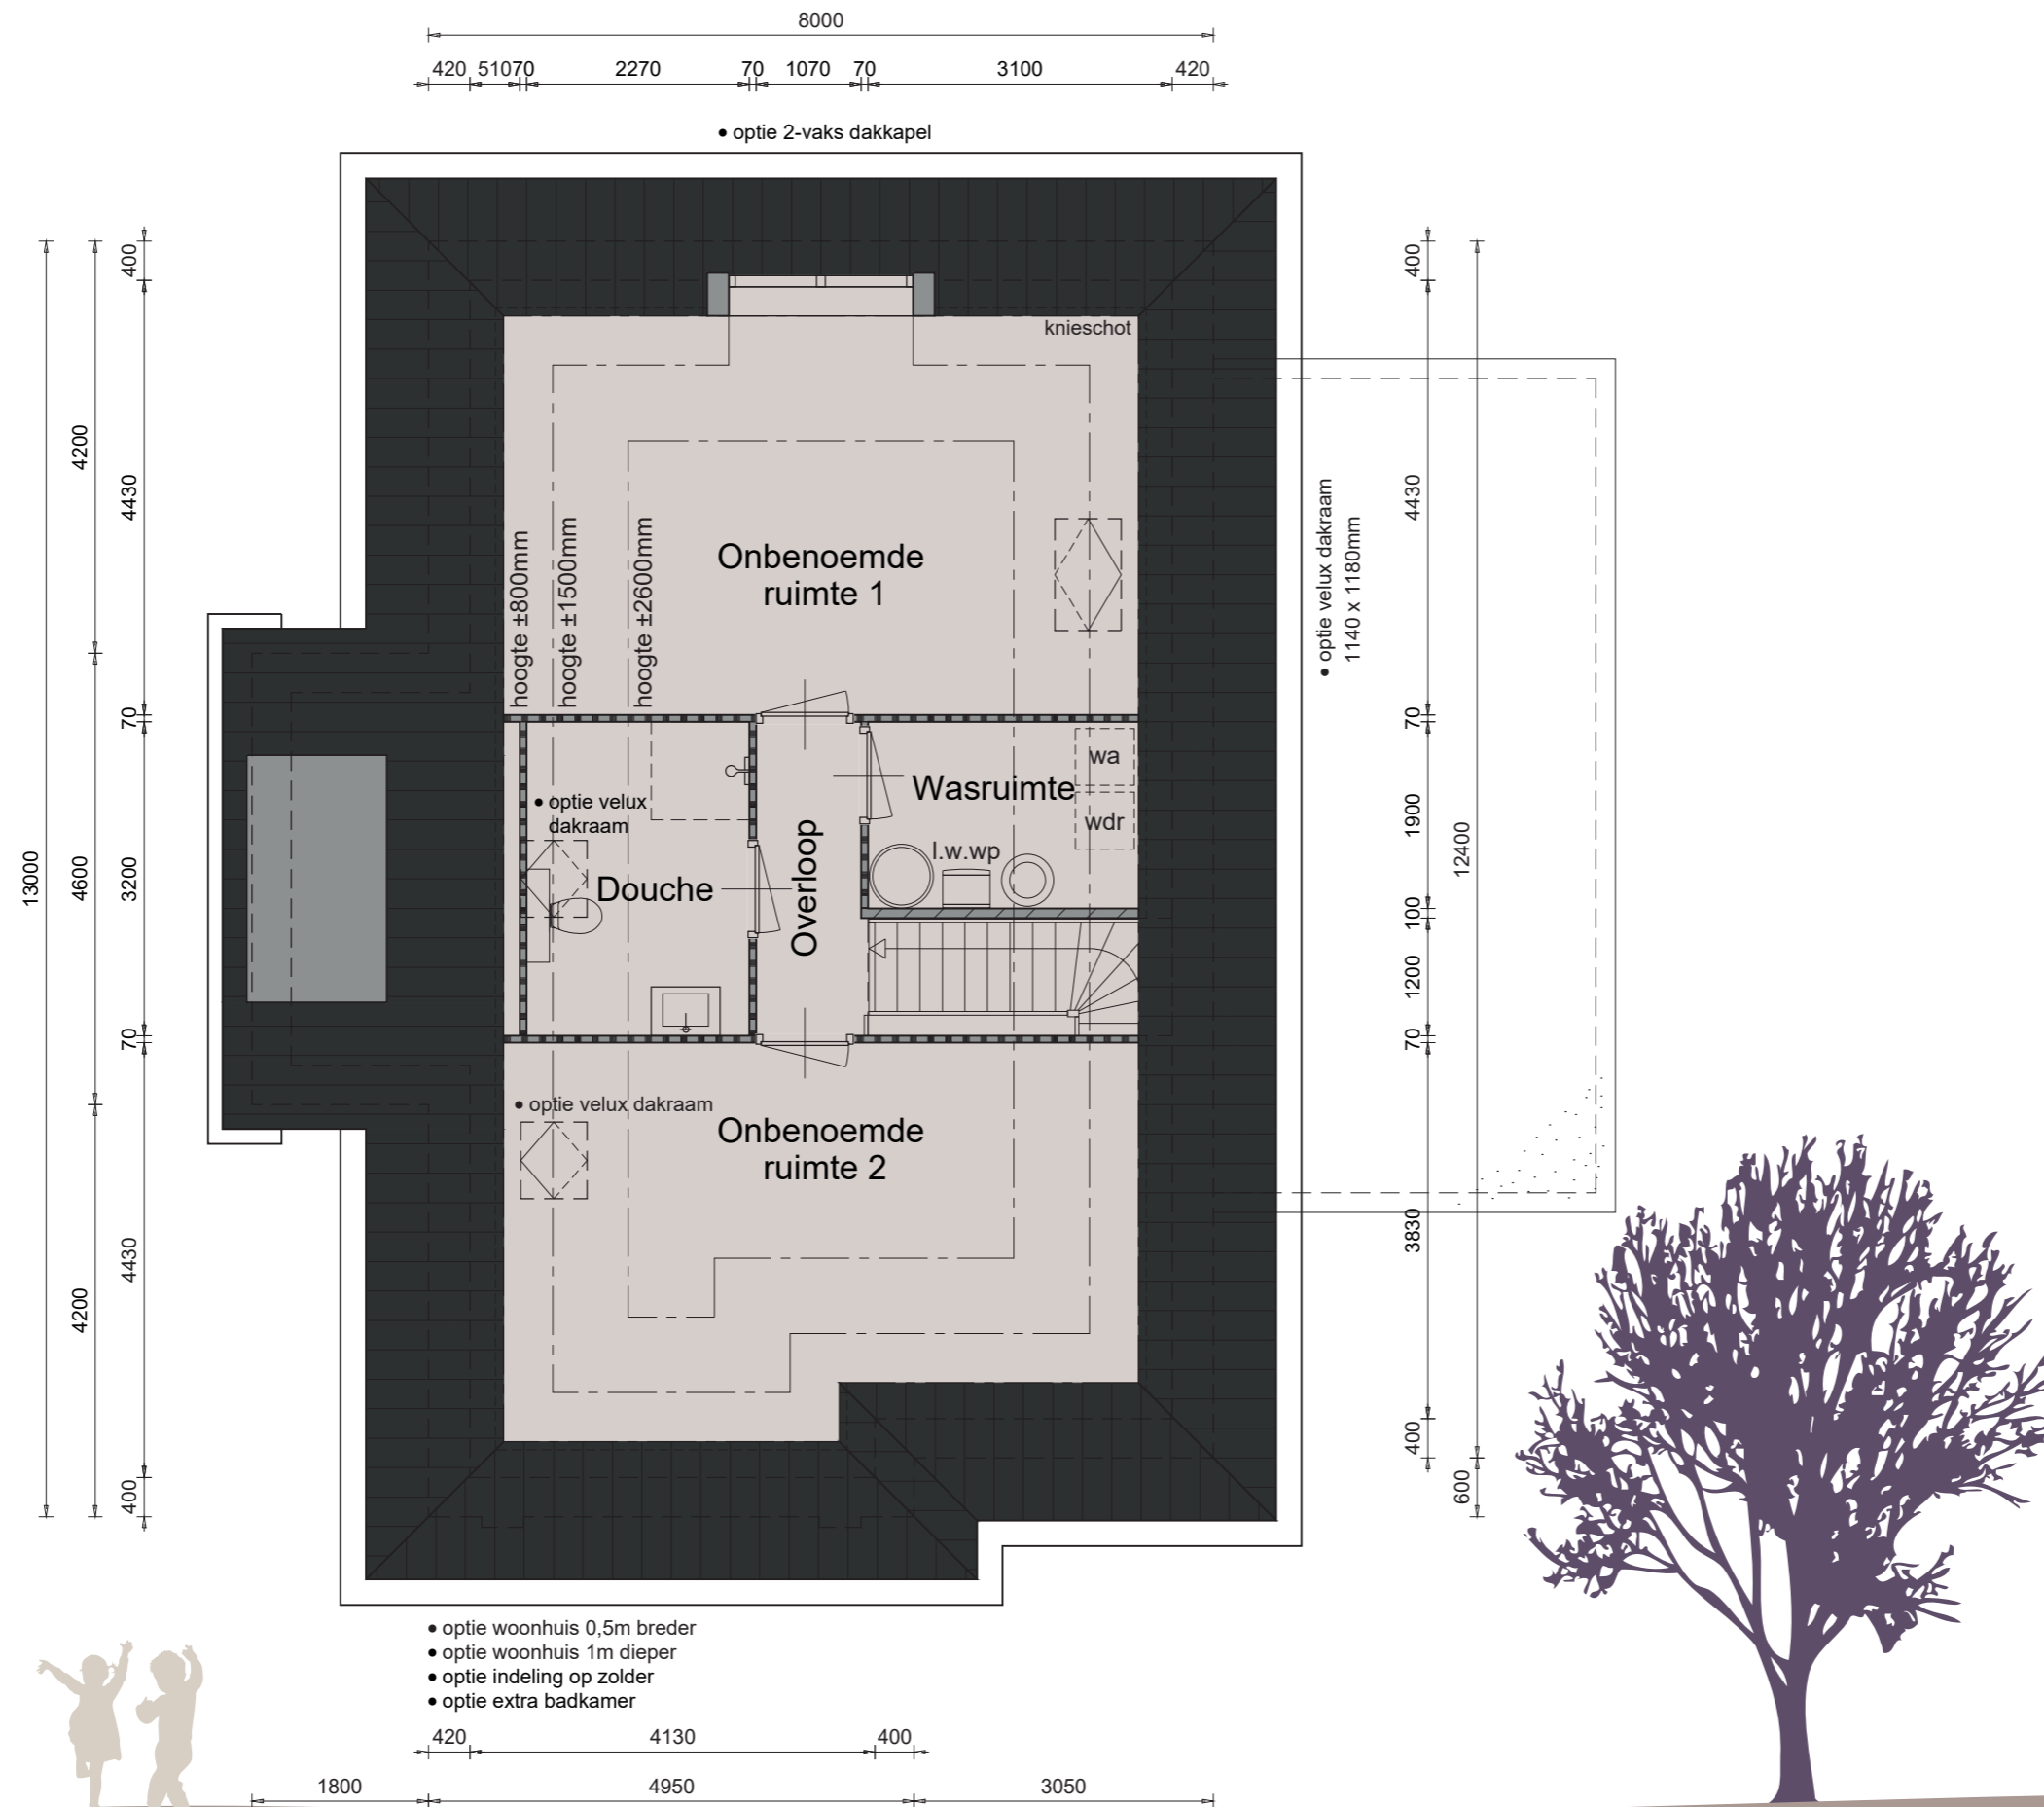 8000
420 510 70 2270 70 1070 70 3100 420
• optie 2-vaks dakkapel
400
4200
4430
70
13000
4600
3200
70
4200
4430
400
knieschot
hoogte ±800mm
hoogte ±1500mm
hoogte ±2600mm
Onbenoemde
ruimte 1
• optie velux dakraam
1140 x 1180mm
400
4430
70
1900
12400
100
1200
70
3830
400
600
wa
Wasruimte
wdr
l.w.wp
• optie velux
dakraam
Douche
Overloop
• optie velux dakraam
Onbenoemde
ruimte 2
• optie woonhuis 0,5m breder
• optie woonhuis 1m dieper
• optie indeling op zolder
• optie extra badkamer
420 4130 400
1800 4950 3050